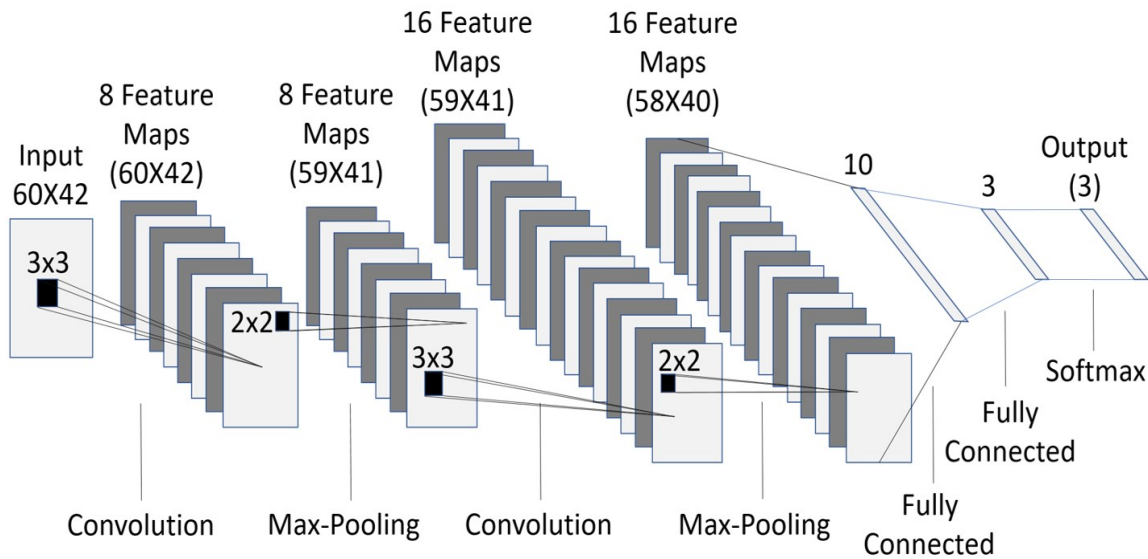 Input
60X42
3x3
8 Feature
Maps
(60X42)
2x2
8 Feature
Maps
(59X41)
3x3
16 Feature
Maps
(59X41)
2x2
16 Feature
Maps
(58X40)
10
3
Output
(3)
Convolution
Max-Pooling
Convolution
Max-Pooling
Fully
Connected
Fully
Connected
Softmax